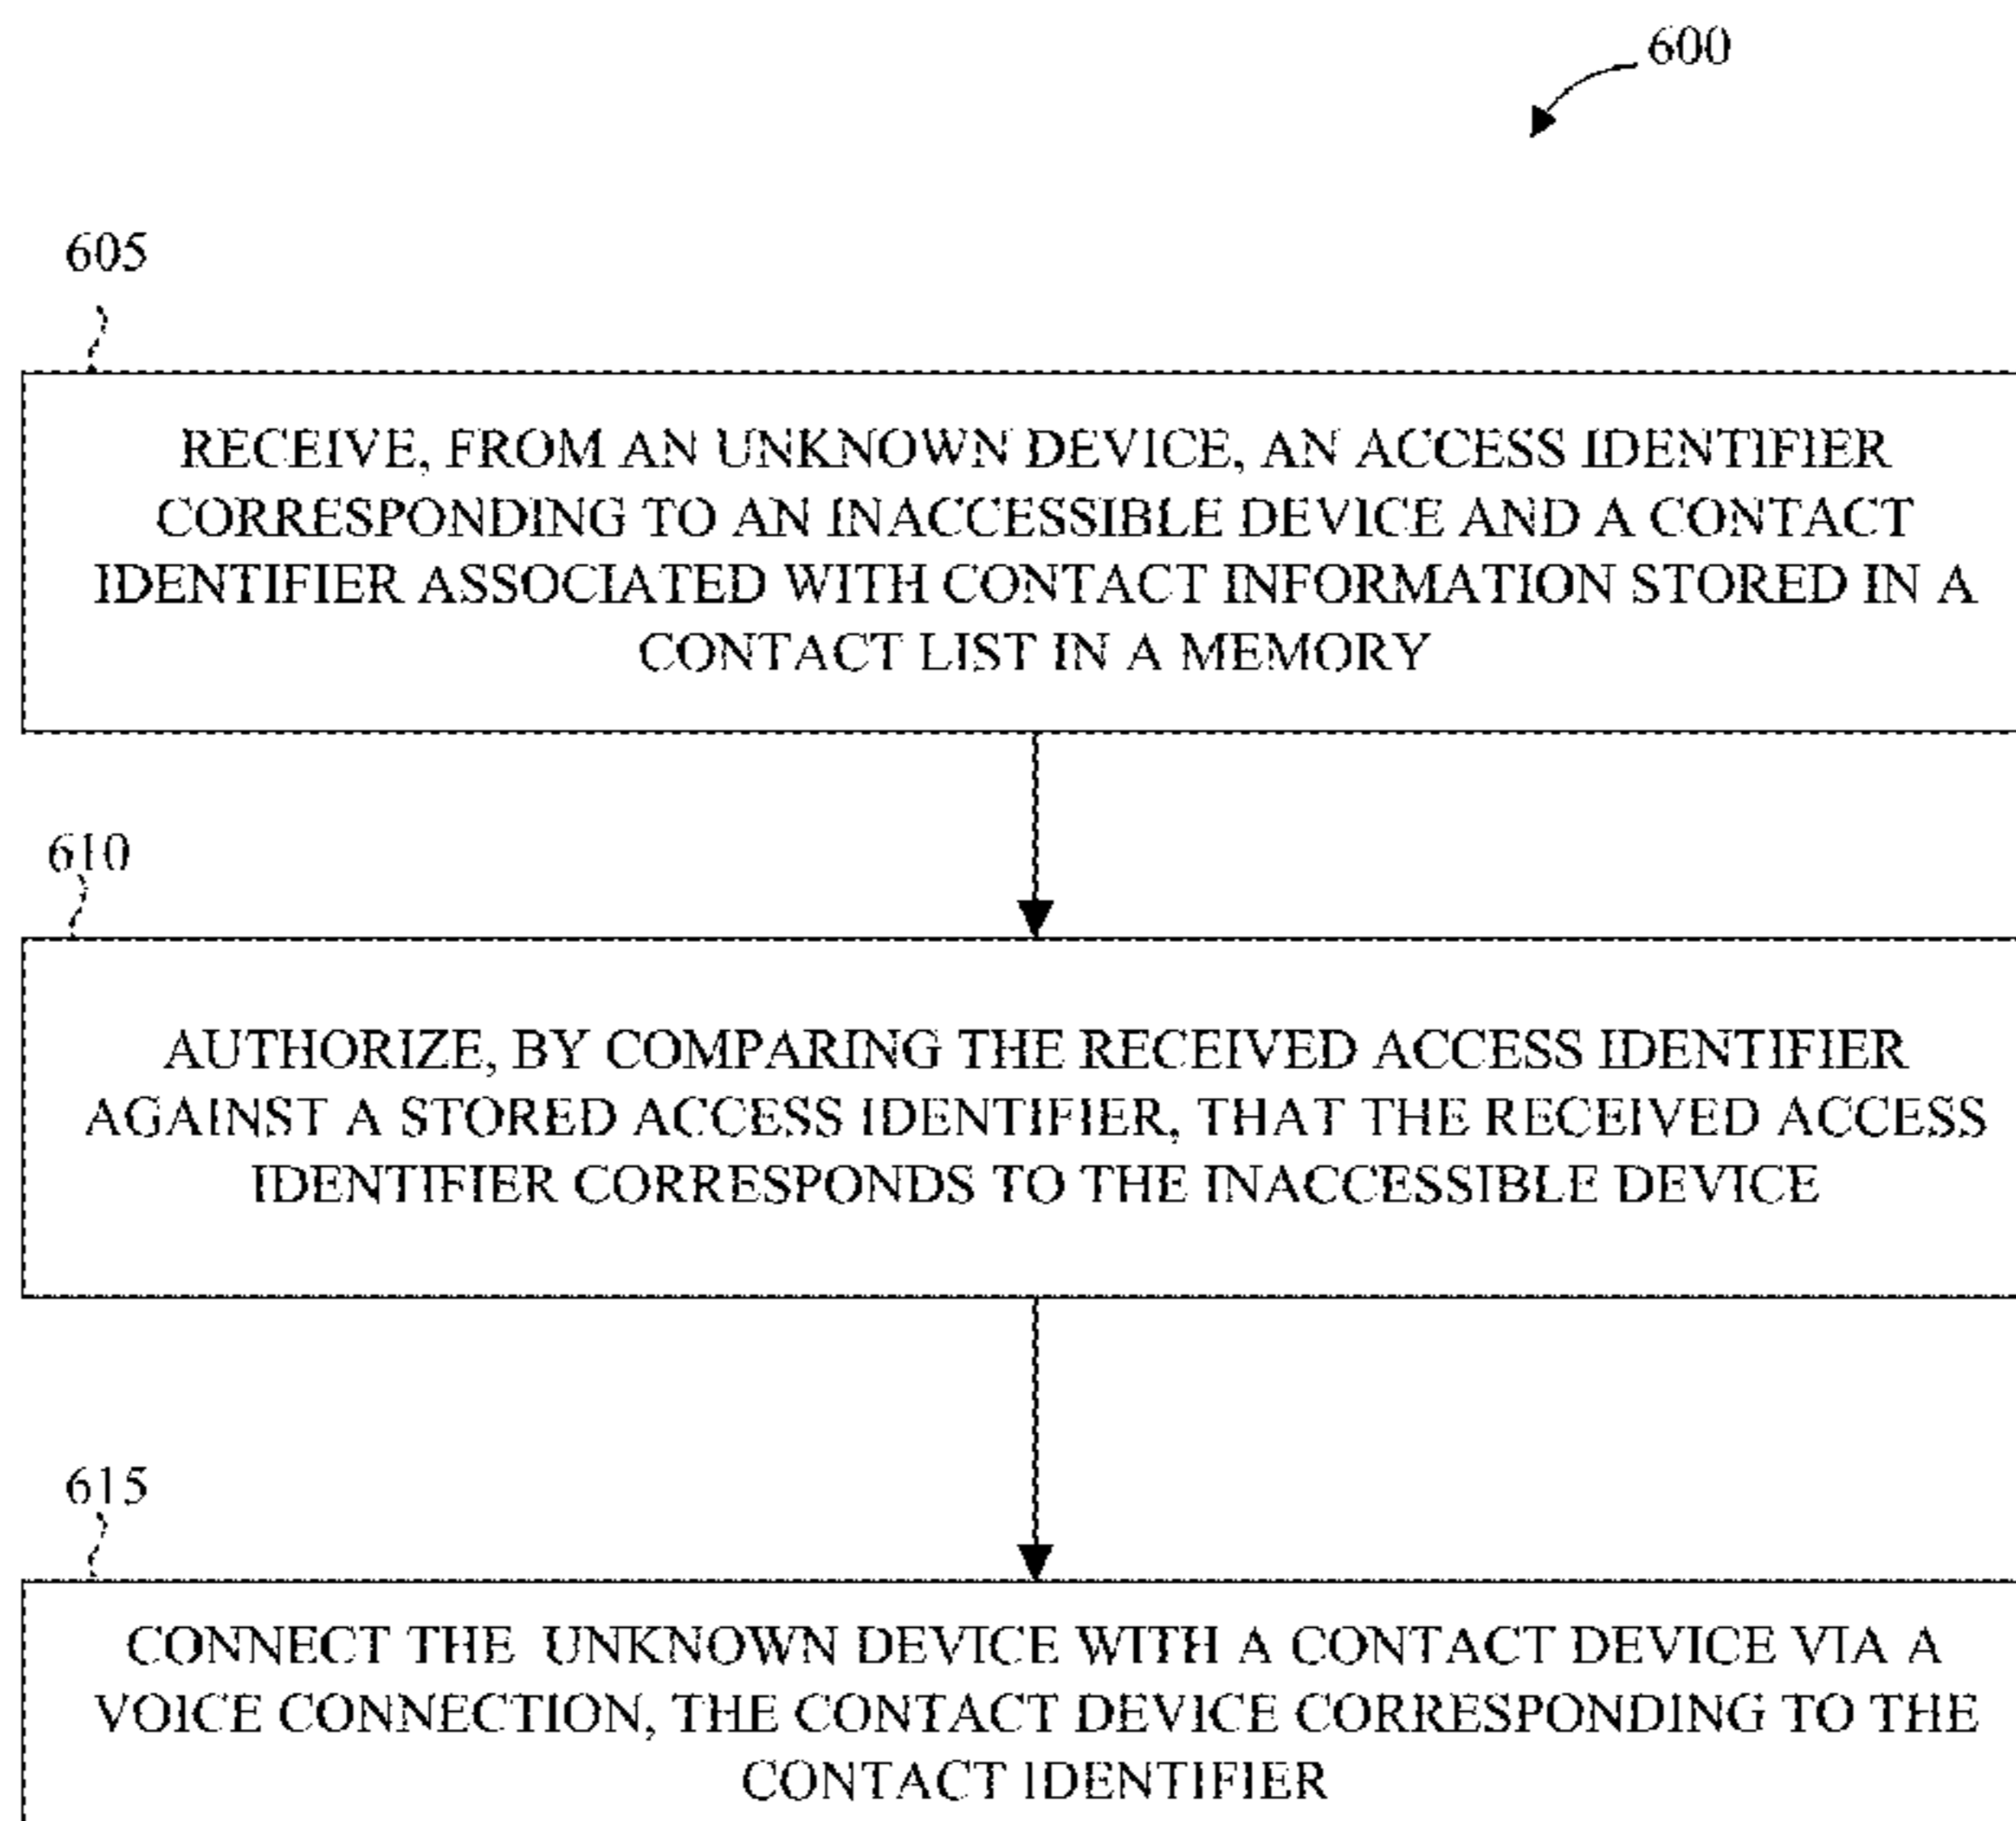 600
605
RECEIVE, FROM AN UNKNOWN DEVICE, AN ACCESS IDENTIFIER
CORRESPONDING TO AN INACCESSIBLE DEVICE AND A CONTACT
IDENTIFIER ASSOCIATED WITH CONTACT INFORMATION STORED IN A
CONTACT LIST IN A MEMORY
610
AUTHORIZE, BY COMPARING THE RECEIVED ACCESS IDENTIFIER
AGAINST A STORED ACCESS IDENTIFIER, THAT THE RECEIVED ACCESS
IDENTIFIER CORRESPONDS TO THE INACCESSIBLE DEVICE
615
CONNECT THE UNKNOWN DEVICE WITH A CONTACT DEVICE VIA A
VOICE CONNECTION, THE CONTACT DEVICE CORRESPONDING TO THE
CONTACT IDENTIFIER